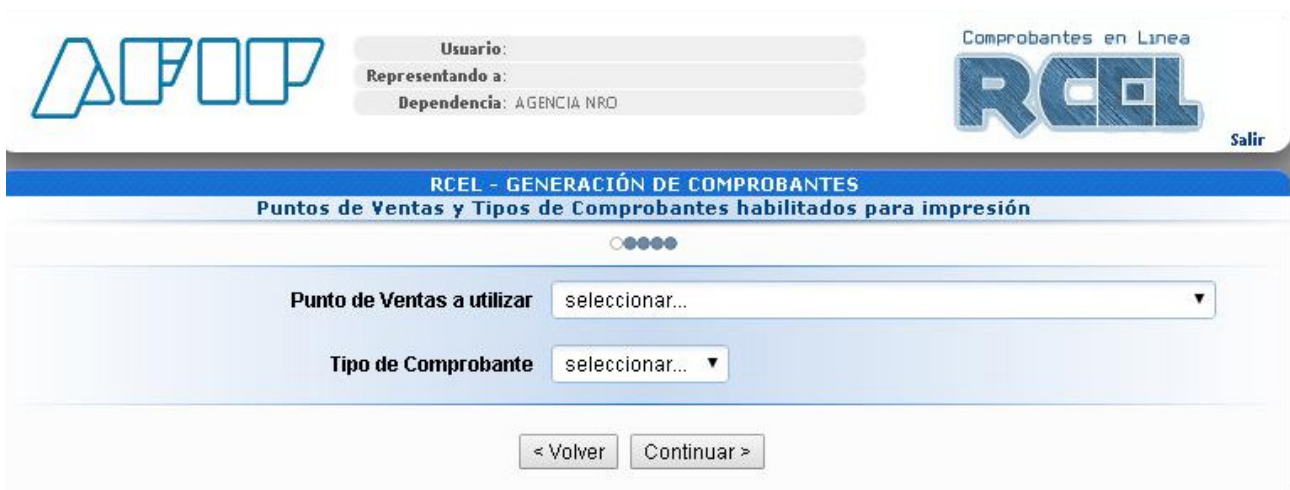 AFIP
Usuario:
Representando a:
Dependencia: AGENCIA NRO
Comprobantes en Linea
RCEL
Salir
RCEL - GENERACIÓN DE COMPROBANTES
Puntos de Ventas y Tipos de Comprobantes habilitados para impresión
Punto de Ventas a utilizar seleccionar...
Tipo de Comprobante seleccionar...
< Volver Continuar >